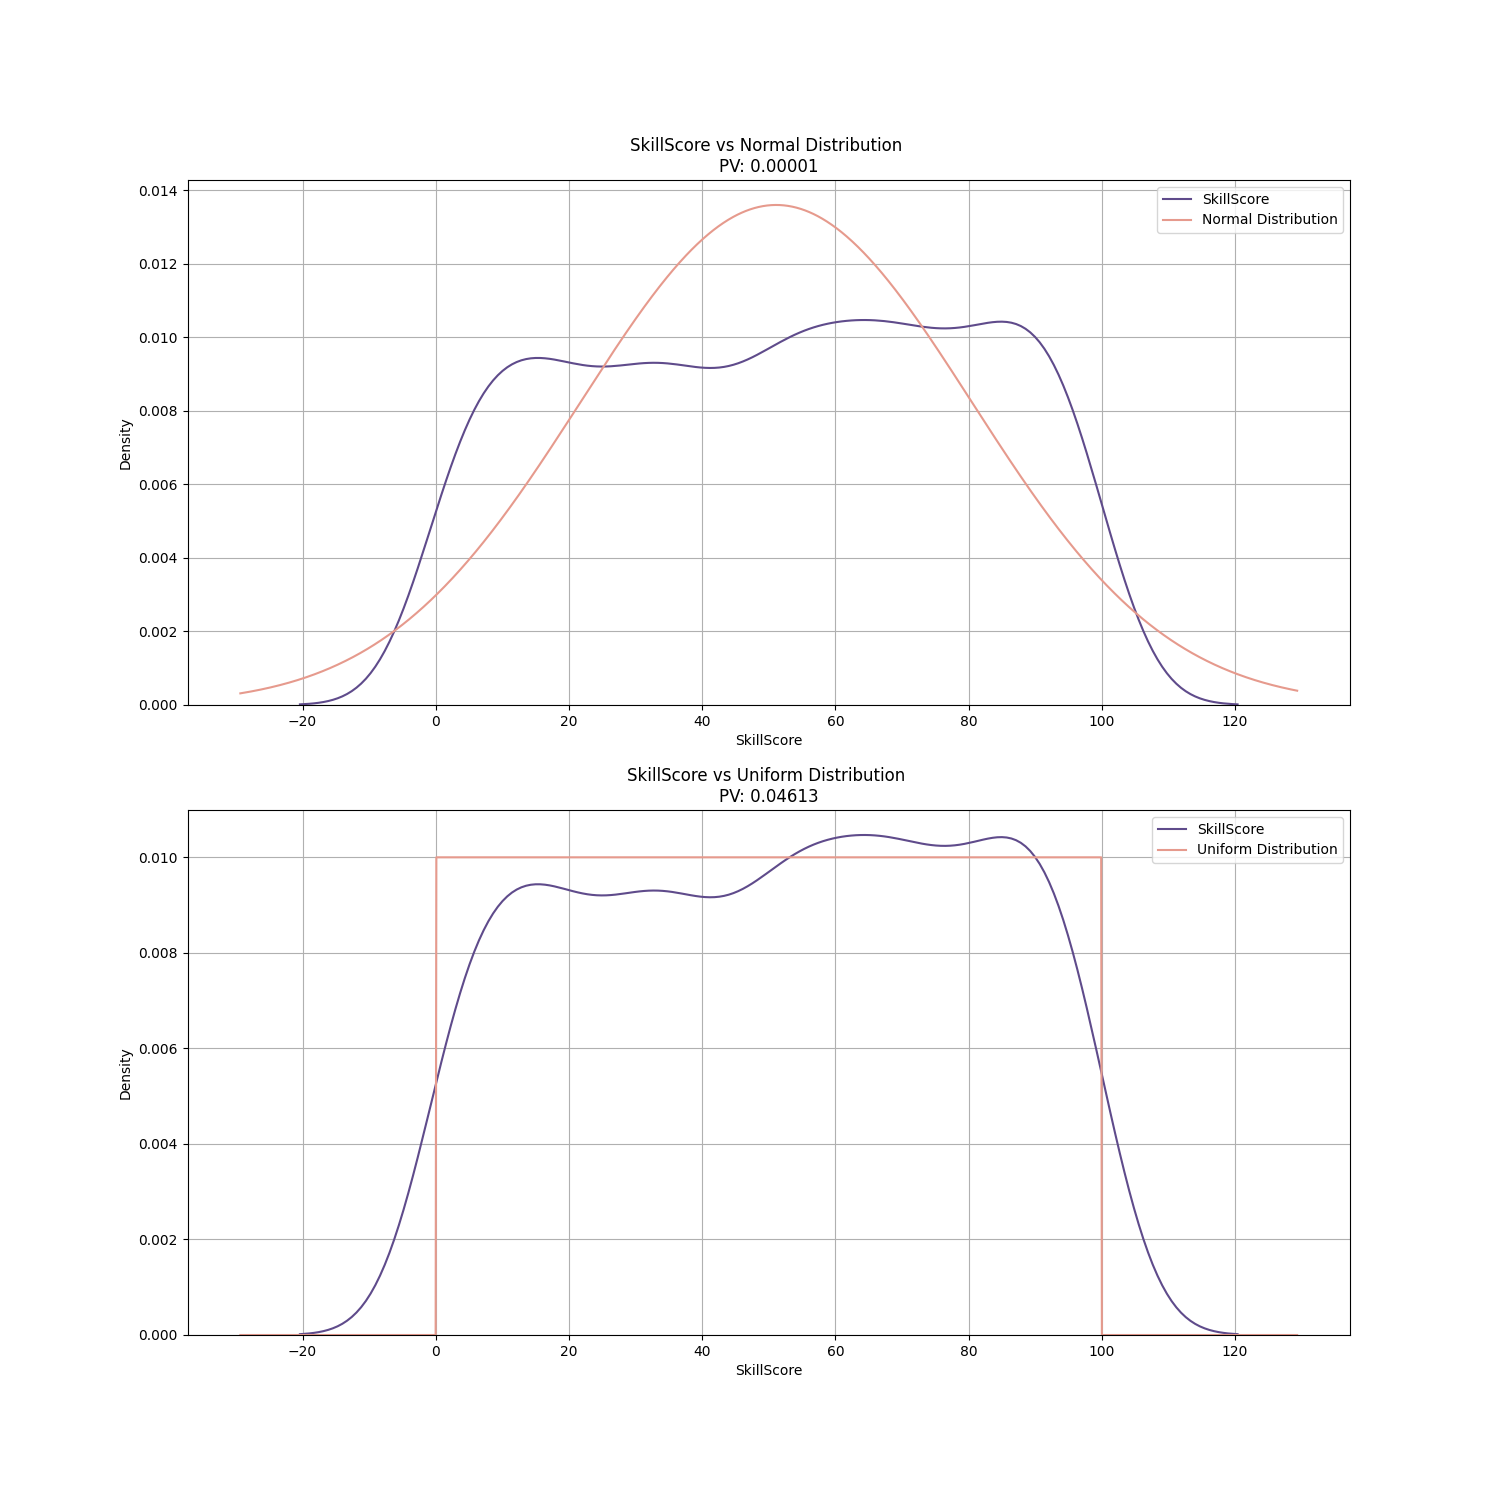 SkillScore vs Normal Distribution
PV: 0.00001
SkillScore
Normal Distribution
0.014
0.012
0.010
0.008
0.006
0.004
0.002
0.000
Density
−20 0 20 40 60 80 100 120
SkillScore
SkillScore vs Uniform Distribution
PV: 0.04613
SkillScore
Uniform Distribution
0.010
0.008
0.006
0.004
0.002
0.000
Density
−20 0 20 40 60 80 100 120
SkillScore